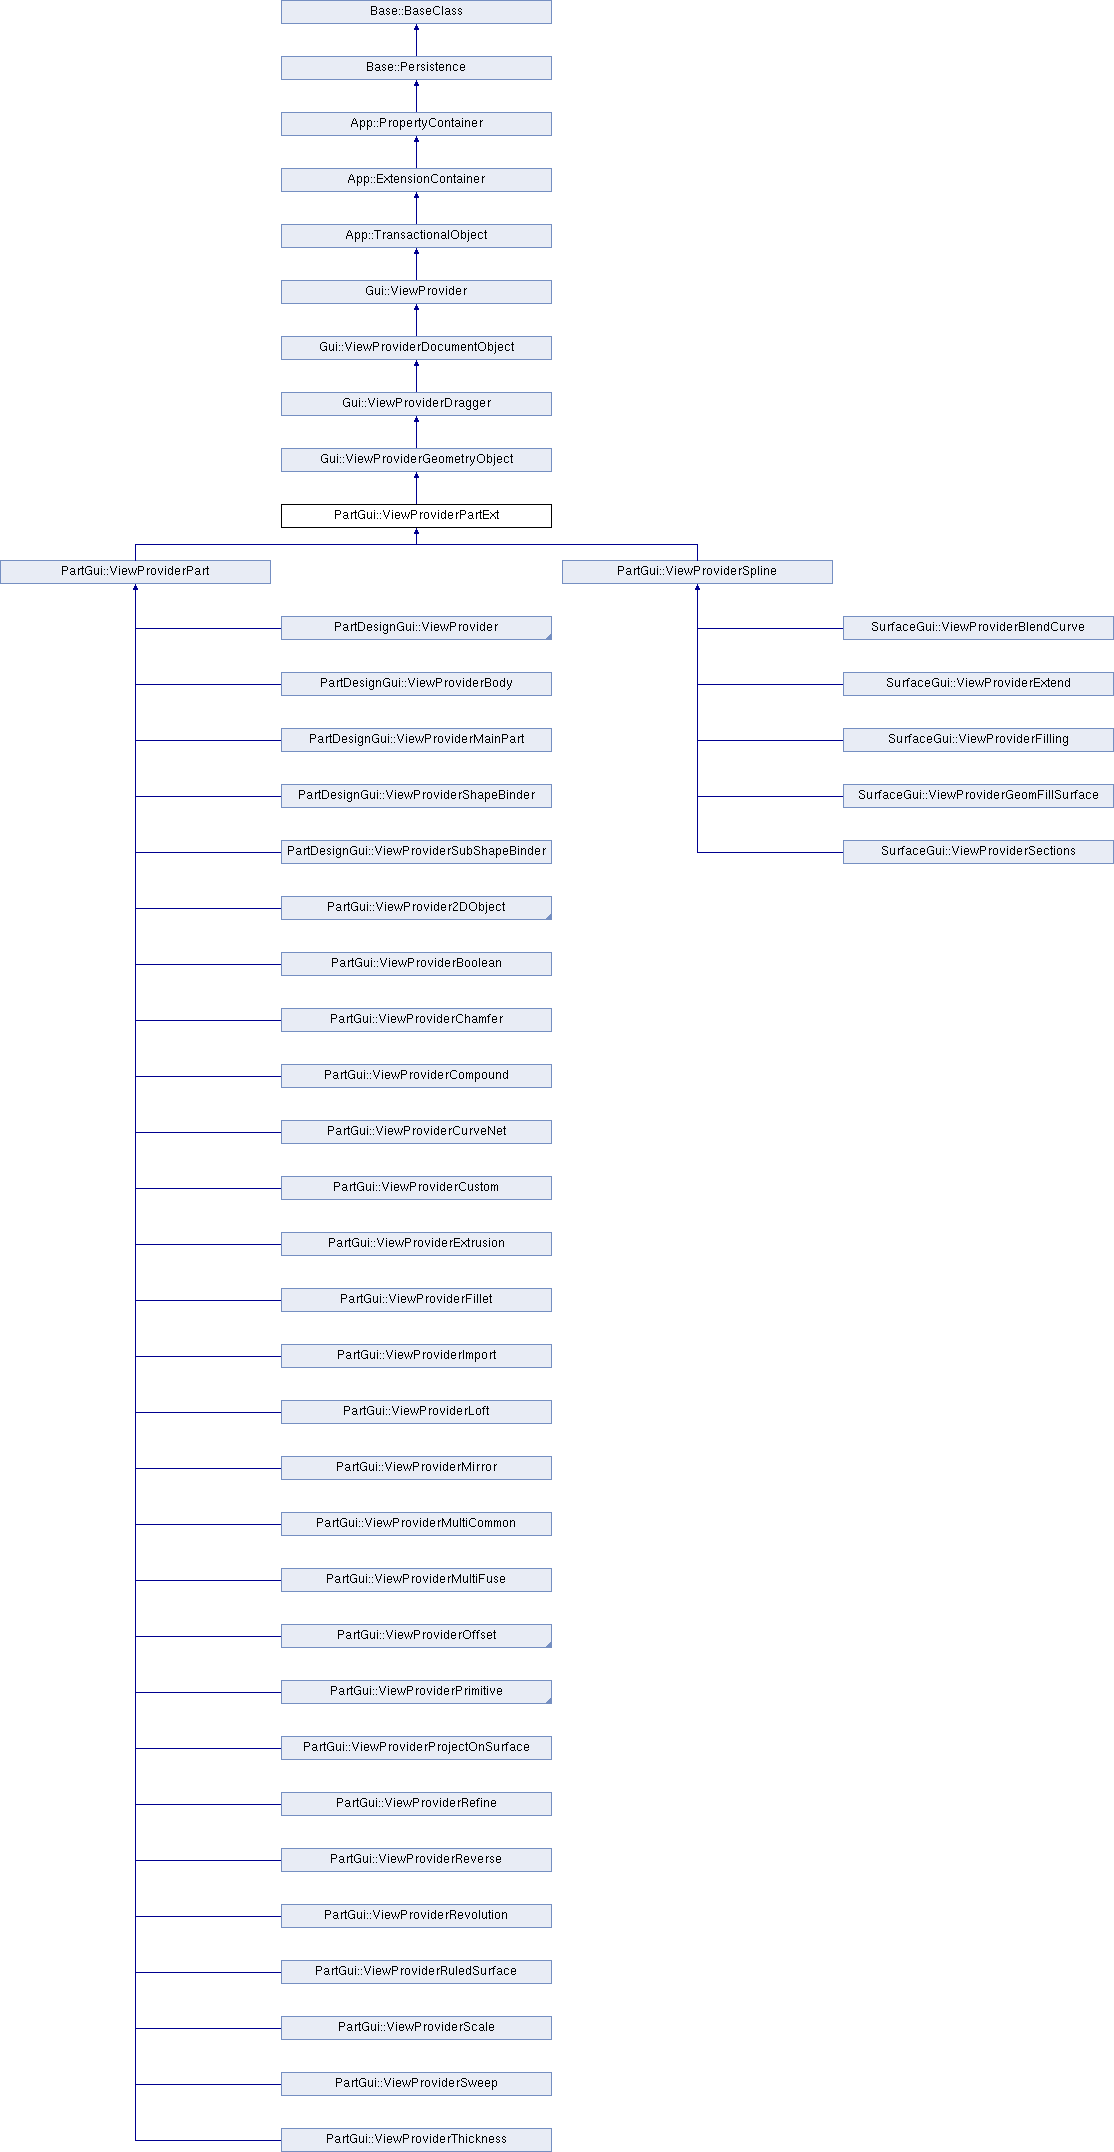 Base::BaseClass
Base::Persistence
App::PropertyContainer
App::ExtensionContainer
App::TransactionalObject
Gui::ViewProvider
Gui::ViewProviderDocumentObject
Gui::ViewProviderDragger
Gui::ViewProviderGeometryObject
PartGui::ViewProviderPartExt
PartGui::ViewProviderPart
PartGui::ViewProviderSpline
PartDesignGui::ViewProvider
SurfaceGui::ViewProviderBlendCurve
PartDesignGui::ViewProviderBody
SurfaceGui::ViewProviderExtend
PartDesignGui::ViewProviderMainPart
SurfaceGui::ViewProviderFilling
PartDesignGui::ViewProviderShapeBinder
SurfaceGui::ViewProviderGeomFillSurface
PartDesignGui::ViewProviderSubShapeBinder
SurfaceGui::ViewProviderSections
PartGui::ViewProvider2DObject
PartGui::ViewProviderBoolean
PartGui::ViewProviderChamfer
PartGui::ViewProviderCompound
PartGui::ViewProviderCurveNet
PartGui::ViewProviderCustom
PartGui::ViewProviderExtrusion
PartGui::ViewProviderFillet
PartGui::ViewProviderImport
PartGui::ViewProviderLoft
PartGui::ViewProviderMirror
PartGui::ViewProviderMultiCommon
PartGui::ViewProviderMultiFuse
PartGui::ViewProviderOffset
PartGui::ViewProviderPrimitive
PartGui::ViewProviderProjectOnSurface
PartGui::ViewProviderRefine
PartGui::ViewProviderReverse
PartGui::ViewProviderRevolution
PartGui::ViewProviderRuledSurface
PartGui::ViewProviderScale
PartGui::ViewProviderSweep
PartGui::ViewProviderThickness